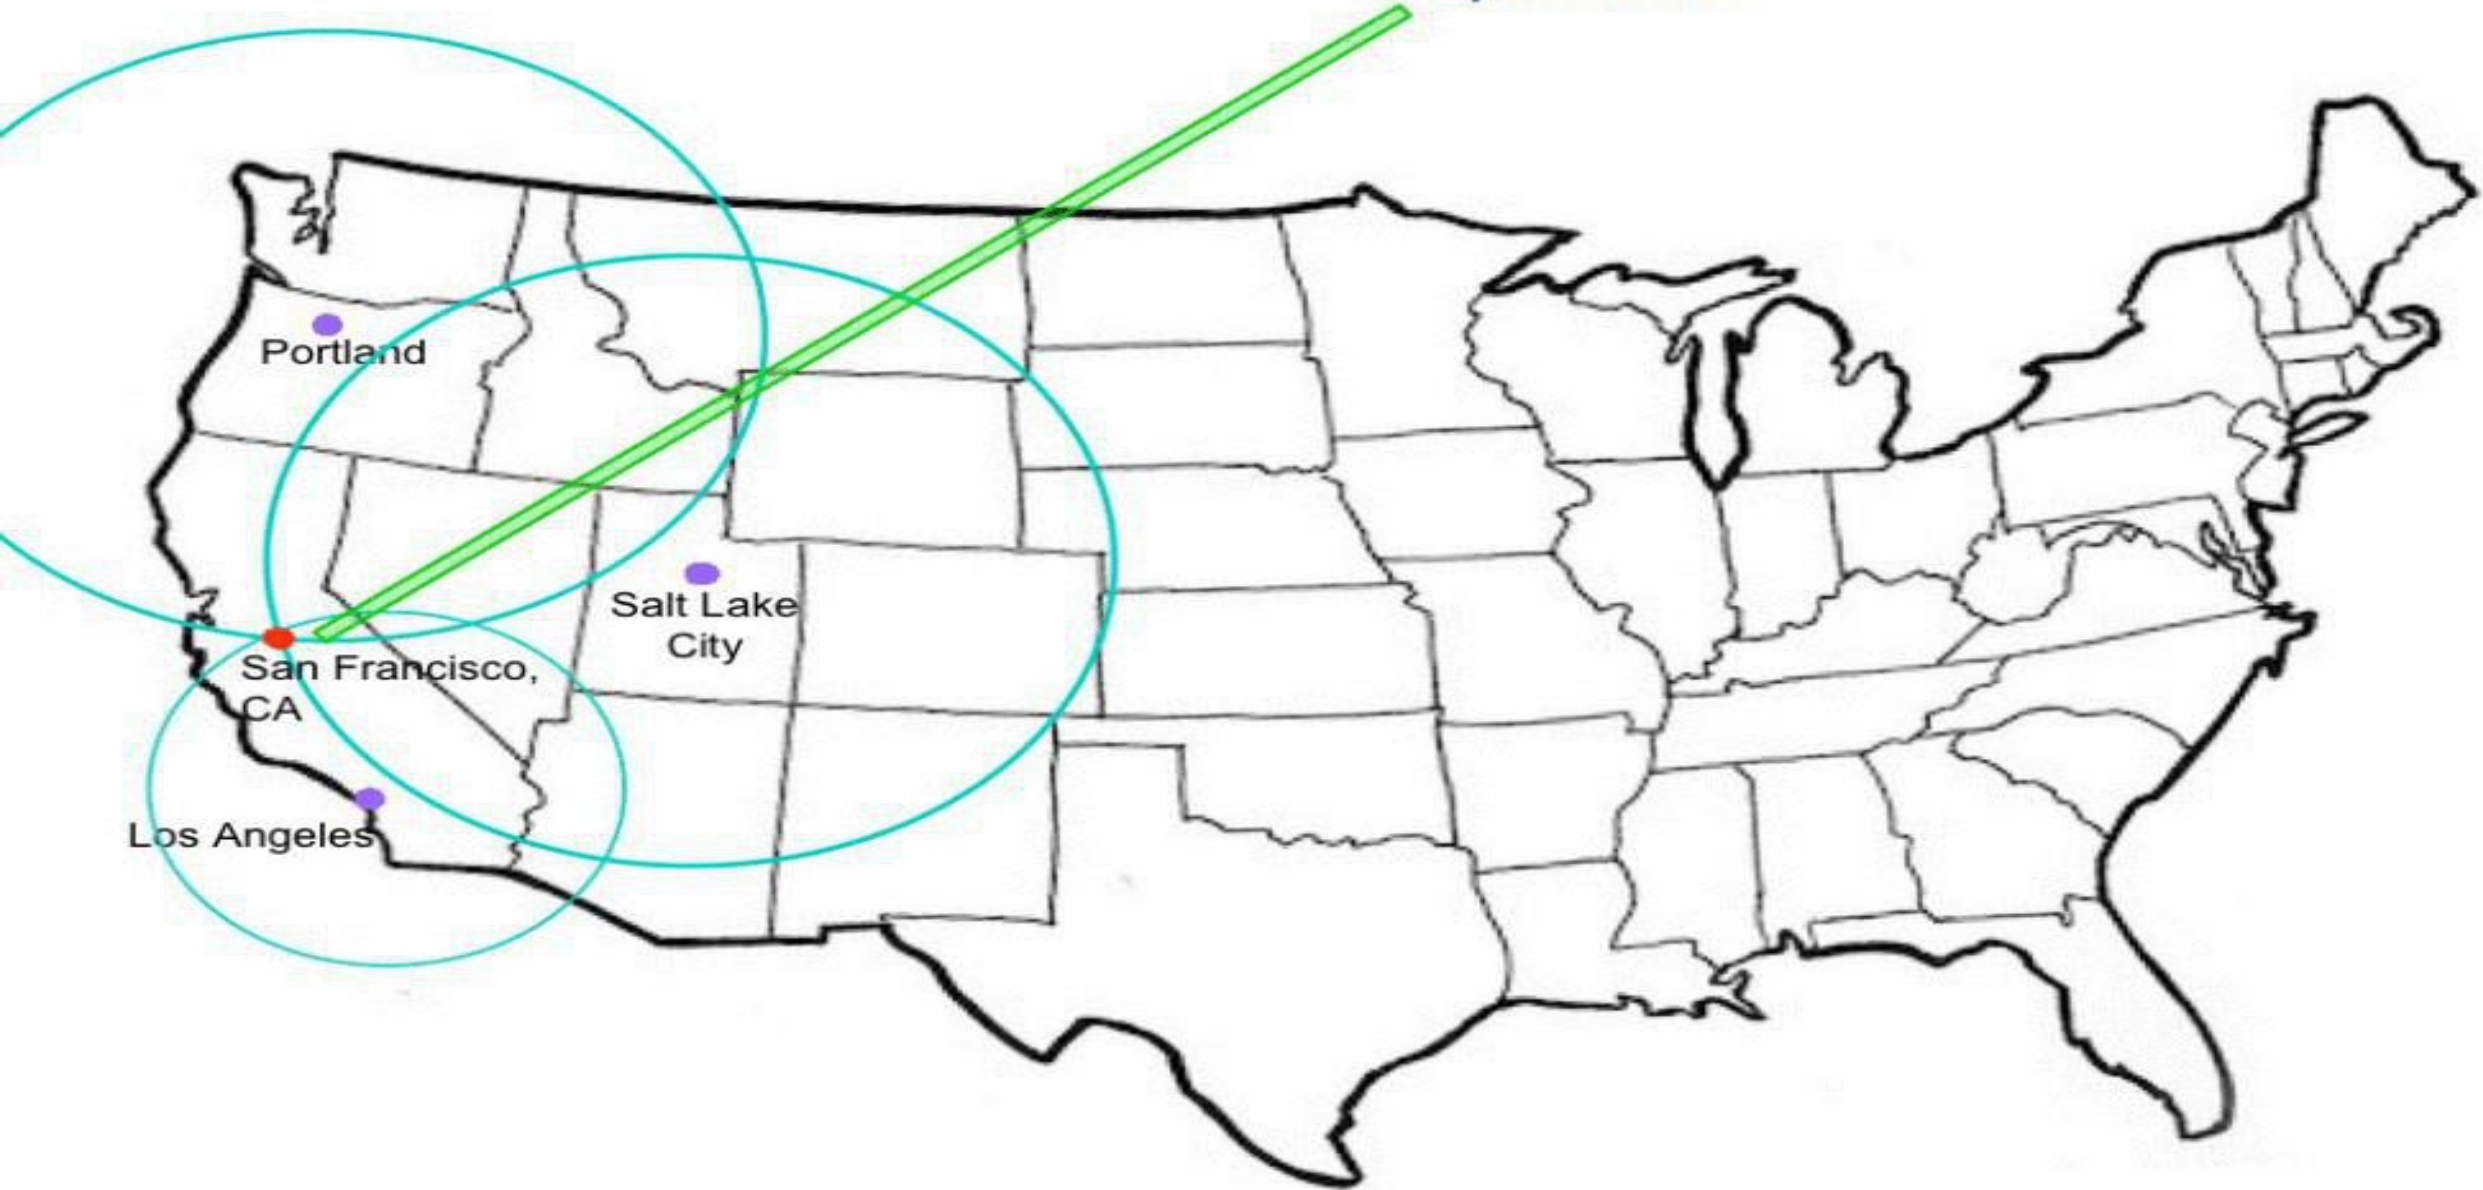 Portland
Salt Lake
City
San Francisco,
CA
Los Angeles